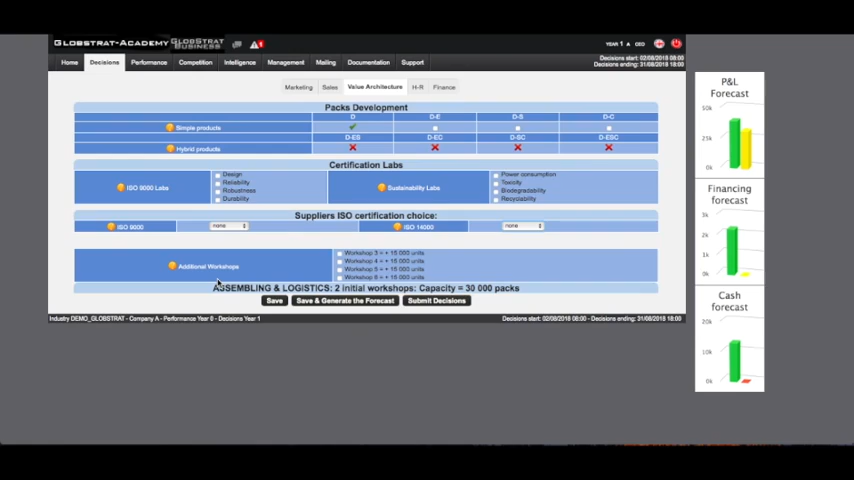 GLOBSTRAT-ACADEMY GLOBSTRAT BUSINESS YEAR 1 A CEO
Home Decisions Performance Competition Intelligence Management Mailing Documentation Support
Decisions start: 02/08/2018 08:00
Decisions ending: 31/08/2018 18:00
Marketing Sales Value Architecture H-R Finance
Packs Development
D D-E D-S D-C
Simple products
D-ES D-EC D-SC D-ESC
Hybrid products
Certification Labs
ISO 9000 Labs
Design
Reliability
Robustness
Durability
Sustainability Labs
Power consumption
Toxicity
Biodegradability
Recyclability
Suppliers ISO certification choice:
ISO 9000 none ISO 14000 none
Additional Workshops
Workshop 3 = + 15 000 units
Workshop 4 = + 15 000 units
Workshop 5 = + 15 000 units
Workshop 6 = + 15 000 units
ASSEMBLING & LOGISTICS: 2 initial workshops: Capacity = 30 000 packs
Save Save & Generate the Forecast Submit Decisions
Industry DEMO_GLOBSTRAT - Company A - Performance Year 0 - Decisions Year 1
Decisions start: 02/08/2018 08:00 - Decisions ending: 31/08/2018 18:00
P&L
Forecast
50k
25k
0k
Financing
forecast
3k
2k
1k
0k
Cash
forecast
20k
10k
0k